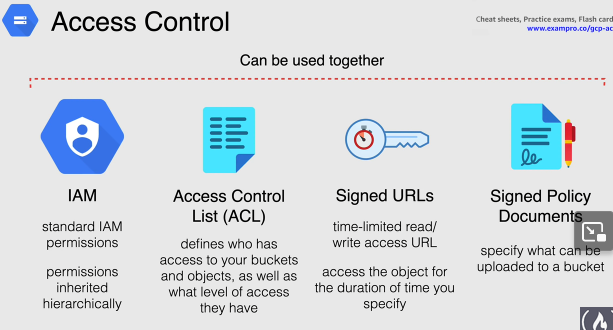 Access Control
Cheat sheets, Practice exams, Flash card
www.exampro.co/gcp-ac
Can be used together
IAM
standard IAM
permissions
permissions
inherited
hierarchically
Access Control
List (ACL)
defines who has
access to your buckets
and objects, as well as
what level of access
they have
Signed URLs
time-limited read/
write access URL
access the object for
the duration of time you
specify
Signed Policy
Documents
specify what can be
uploaded to a bucket